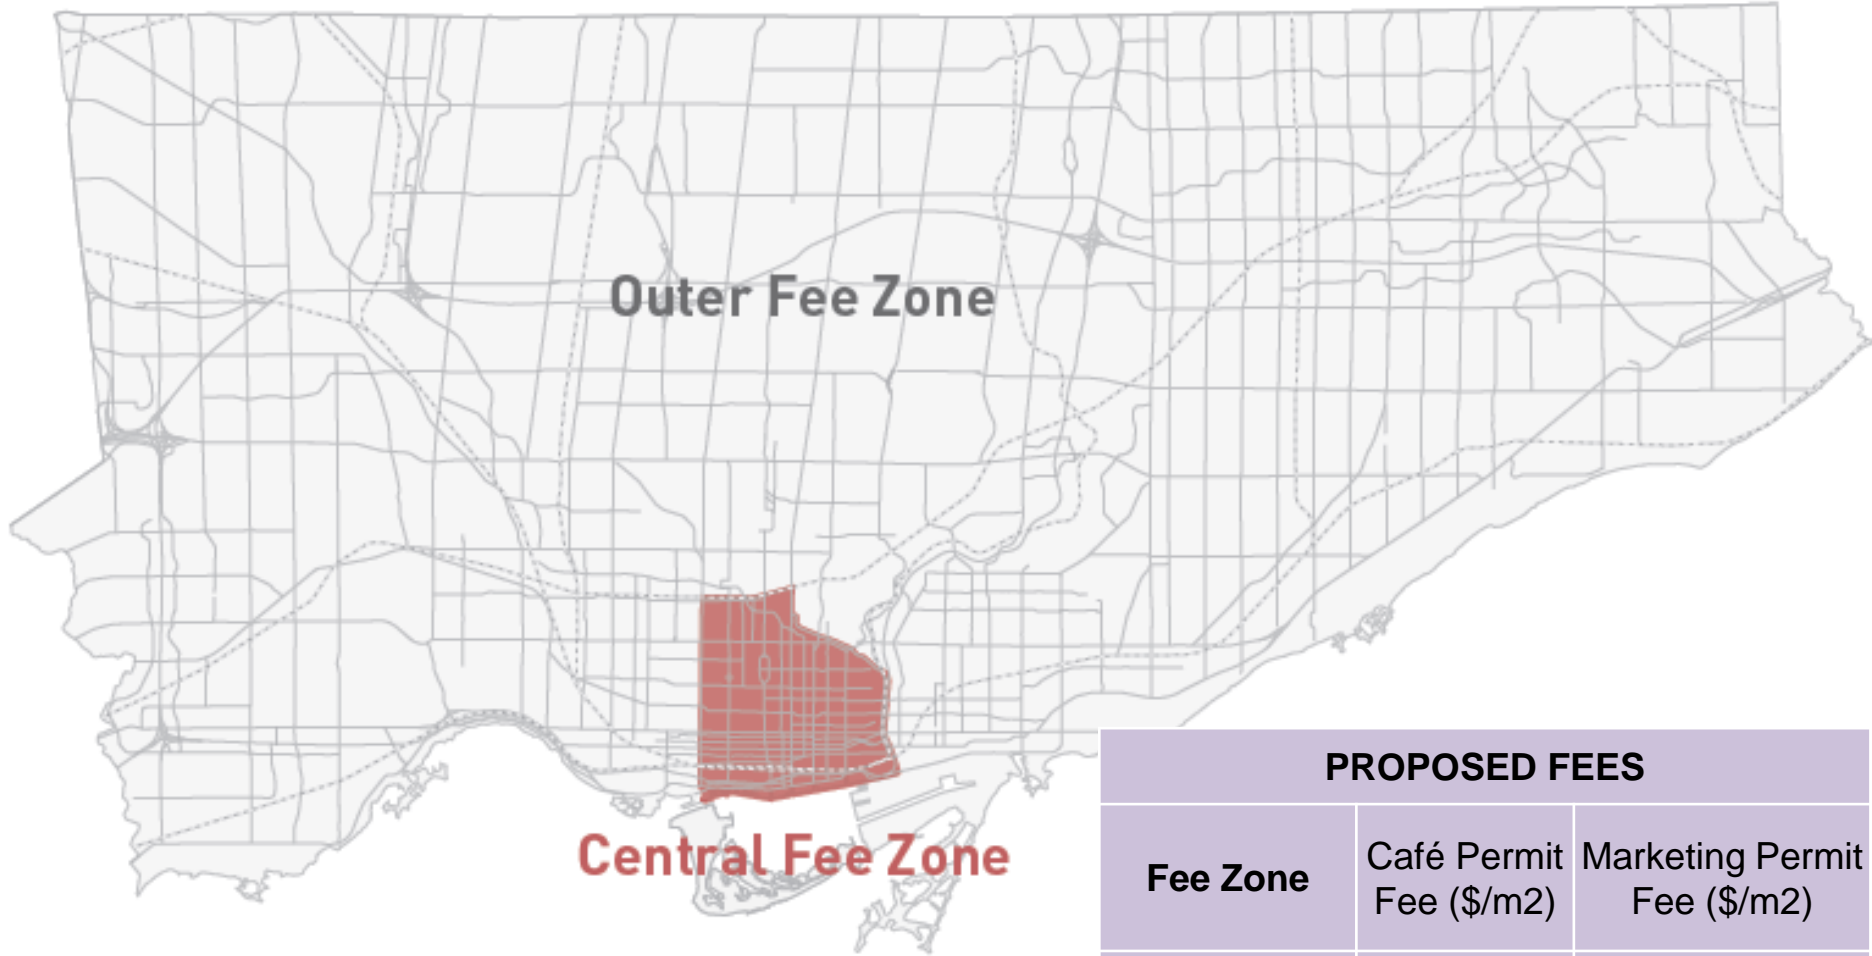 Outer Fee Zone
Central Fee Zone
PROPOSED FEES
Fee Zone
Café Permit
Fee ($/m2)
Marketing Permit
Fee ($/m2)